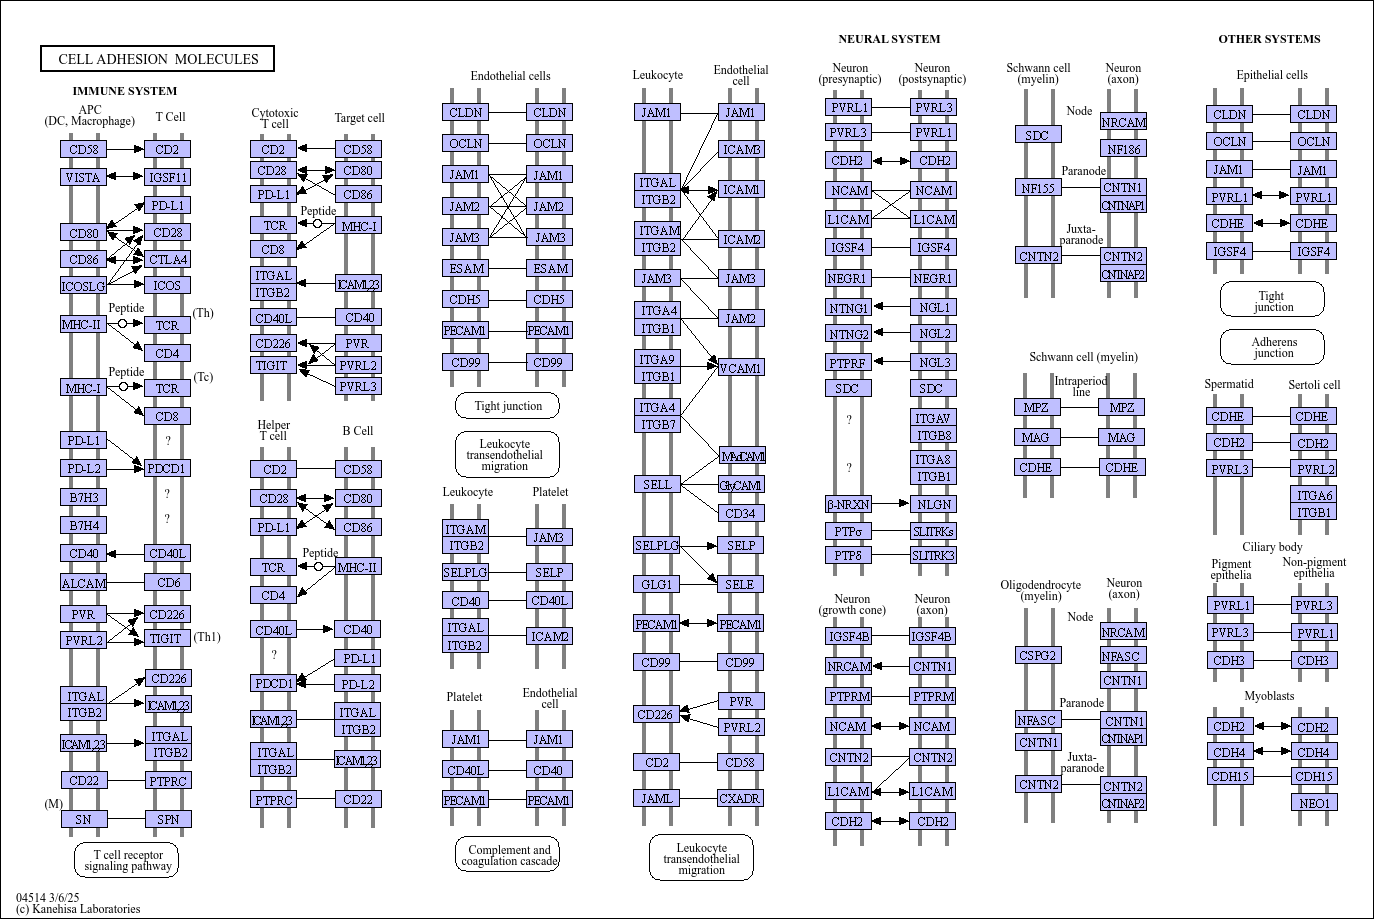 CELL ADHESION MOLECULES
IMMUNE SYSTEM
APC
(DC, Macrophage)
T Cell
CD58
CD2
VISTA
IGSF11
PD-L1
CD80
CD28
CD86
CTLA4
ICOSLG
ICOS
Peptide
(Th)
MHC-II
TCR
CD4
Peptide
(Tc)
MHC-I
TCR
CD8
PD-L1
?
PD-L2
PDCD1
B7H3
?
B7H4
?
CD40
CD40L
ALCAM
CD6
PVR
CD226
PVRL2
TIGIT
(Th1)
CD226
ITGAL
ITGB2
ICAM1,2,3
ICAM1,2,3
ITGAL
ITGB2
CD22
PTPRC
(M)
SN
SPN
T cell receptor
signaling pathway
04514 3/6/25
(c) Kanehisa Laboratories
Cytotoxic
T cell
Target cell
CD2
CD58
CD28
CD80
PD-L1
CD86
Peptide
TCR
MHC-I
CD8
ITGAL
ITGB2
ICAM1,2,3
CD40L
CD40
CD226
PVR
TIGIT
PVRL2
PVRL3
Helper
T cell
B Cell
CD2
CD58
CD28
CD80
PD-L1
CD86
Peptide
TCR
MHC-II
CD4
CD40L
CD40
?
PD-L1
PDCD1
PD-L2
ICAM1,2,3
ITGAL
ITGB2
ITGAL
ITGB2
ICAM1,2,3
PTPRC
CD22
Endothelial cells
CLDN
CLDN
OCLN
OCLN
JAM1
JAM1
JAM2
JAM2
JAM3
JAM3
ESAM
ESAM
CDH5
CDH5
PECAM1
PECAM1
CD99
CD99
Tight junction
Leukocyte
transendothelial
migration
Leukocyte
Platelet
ITGAM
ITGB2
JAM3
SELPLG
SELP
CD40
CD40L
ITGAL
ITGB2
ICAM2
Platelet
Endothelial
cell
JAM1
JAM1
CD40L
CD40
PECAM1
PECAM1
Complement and
coagulation cascade
Leukocyte
Endothelial
cell
JAM1
JAM1
ICAM3
ITGAL
ITGB2
ICAM1
ITGAM
ITGB2
ICAM2
JAM3
JAM3
ITGA4
ITGB1
JAM2
ITGA9
ITGB1
VCAM1
ITGA4
ITGB7
MAdCAM1
SELL
GlyCAM1
CD34
SELPLG
SELP
GLG1
SELE
PECAM1
PECAM1
CD99
CD99
PVR
CD226
PVRL2
CD2
CD58
JAML
CXADR
Leukocyte
transendothelial
migration
NEURAL SYSTEM
Neuron
(presynaptic)
Neuron
(postsynaptic)
PVRL1
PVRL3
PVRL3
PVRL1
CDH2
CDH2
NCAM
NCAM
L1CAM
L1CAM
IGSF4
IGSF4
NEGR1
NEGR1
NTNG1
NGL1
NTNG2
NGL2
PTPRF
NGL3
SDC
SDC
?
ITGAV
ITGB8
?
ITGA8
ITGB1
β-NRXN
NLGN
PTPσ
SLITRKs
PTPδ
SLITRK3
Neuron
(growth cone)
Neuron
(axon)
IGSF4B
IGSF4B
NRCAM
CNTN1
PTPRM
PTPRM
NCAM
NCAM
CNTN2
CNTN2
L1CAM
L1CAM
CDH2
CDH2
Schwann cell
(myelin)
Neuron
(axon)
Node
NRCAM
SDC
NF186
Paranode
NF155
CNTN1
CNTNAP1
Juxta-
paranode
CNTN2
CNTN2
CNTNAP2
Schwann cell (myelin)
Intraperiod
line
MPZ
MPZ
MAG
MAG
CDHE
CDHE
Oligodendrocyte
(myelin)
Neuron
(axon)
Node
NRCAM
CSPG2
NFASC
CNTN1
Paranode
NFASC
CNTN1
CNTNAP1
CNTN1
Juxta-
paranode
CNTN2
CNTN2
CNTNAP2
OTHER SYSTEMS
Epithelial cells
CLDN
CLDN
OCLN
OCLN
JAM1
JAM1
PVRL1
PVRL1
CDHE
CDHE
IGSF4
IGSF4
Tight
junction
Adherens
junction
Spermatid
Sertoli cell
CDHE
CDHE
CDH2
CDH2
PVRL3
PVRL2
ITGA6
ITGB1
Ciliary body
Pigment
epithelia
Non-pigment
epithelia
PVRL1
PVRL3
PVRL3
PVRL1
CDH3
CDH3
Myoblasts
CDH2
CDH2
CDH4
CDH4
CDH15
CDH15
NEO1